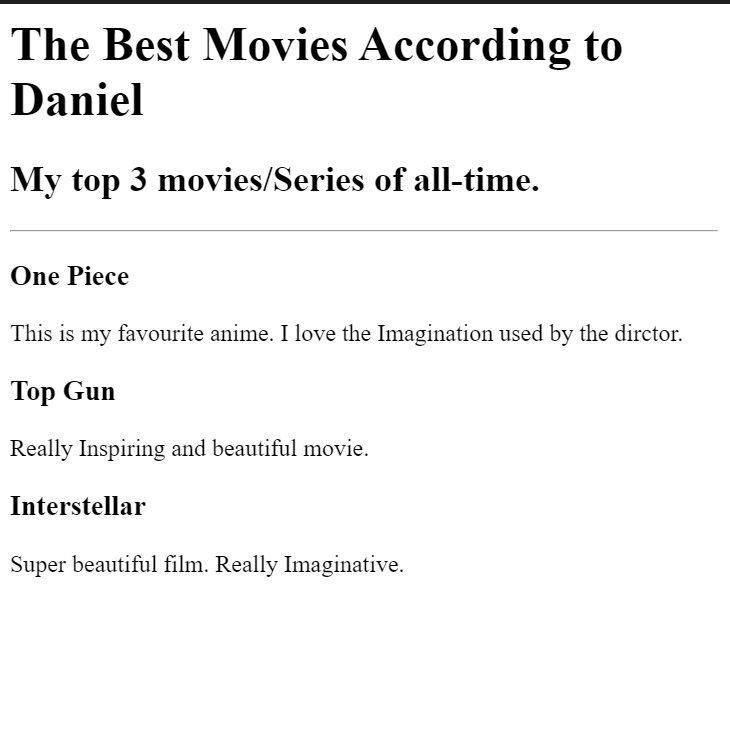 The Best Movies According to
Daniel
My top 3 movies/Series of all-time.
One Piece
This is my favourite anime. I love the Imagination used by the dirctor.
Top Gun
Really Inspiring and beautiful movie.
Interstellar
Super beautiful film. Really Imaginative.